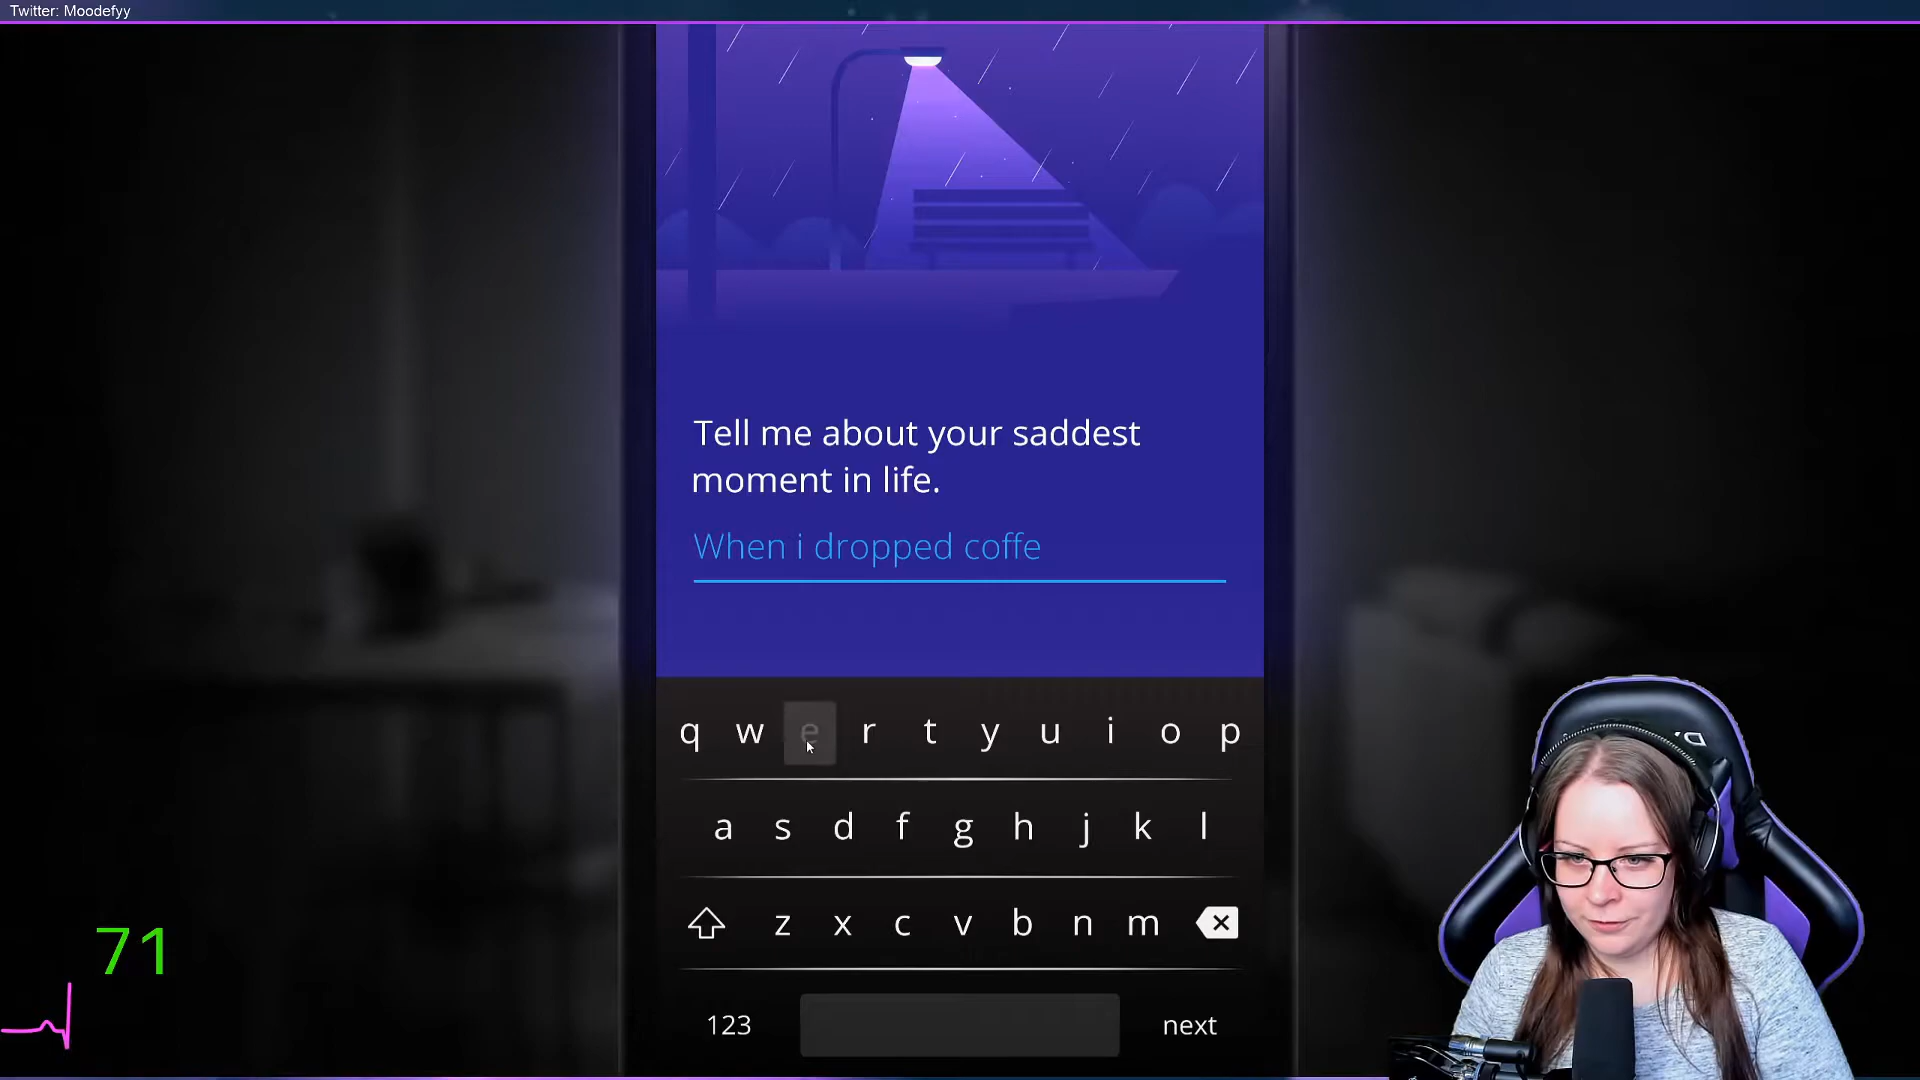 Twitter: Moodefyy
Tell me about your saddest
moment in life.
When i dropped coffe
q w e r t y u i o p
a s d f g h j k l
z x c v b n m
123 next
71